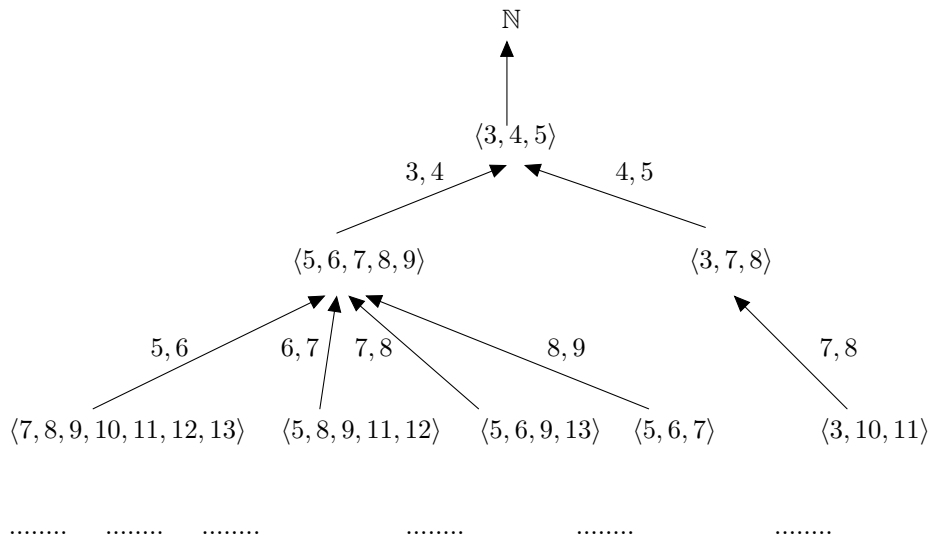 ℕ
⟨3, 4, 5⟩
3, 4 4, 5
⟨5, 6, 7, 8, 9⟩ ⟨3, 7, 8⟩
5, 6 6, 7 7, 8 8, 9 7, 8
⟨7, 8, 9, 10, 11, 12, 13⟩ ⟨5, 8, 9, 11, 12⟩ ⟨5, 6, 9, 13⟩ ⟨5, 6, 7⟩ ⟨3, 10, 11⟩
........ ........ ........ ........ ........ ........